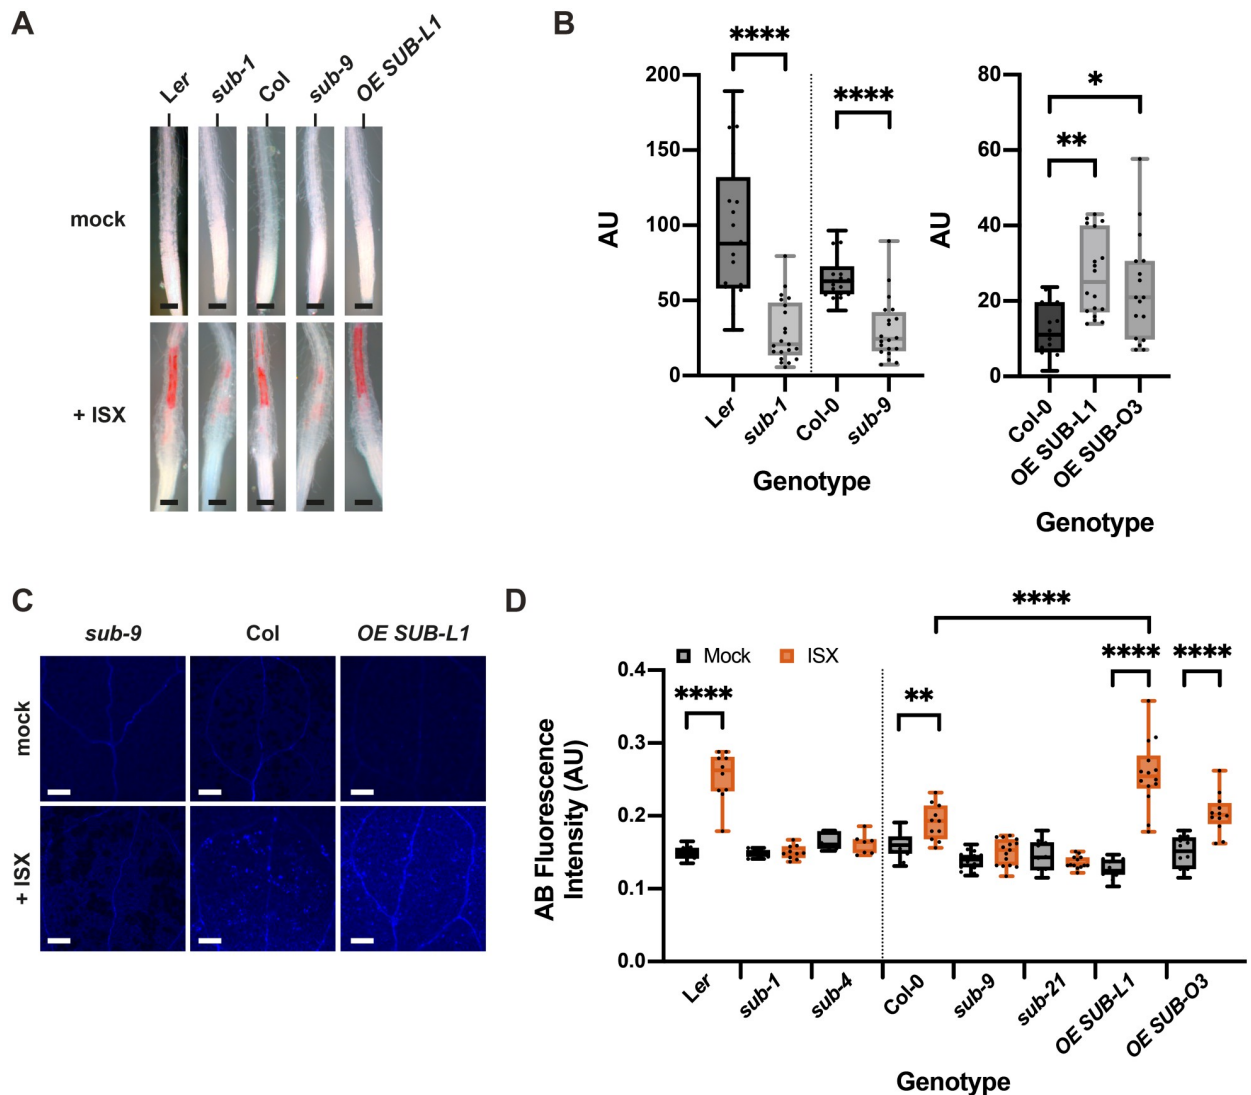 A
Ler
sub-1
Col
sub-9
OE SUB-L1
mock
+ ISX
B
****
****
200
150
100
50
0
AU
Ler
sub-1
Col-0
sub-9
Genotype
*
**
80
60
40
20
0
AU
Col-0
OE SUB-L1
OE SUB-O3
Genotype
C
sub-9
Col
OE SUB-L1
mock
+ ISX
D
****
Mock
ISX
****
**
****
****
0.4
0.3
0.2
0.1
0.0
AB Fluorescence
Intensity (AU)
Ler
sub-1
sub-4
Col-0
sub-9
sub-21
OE SUB-L1
OE SUB-O3
Genotype